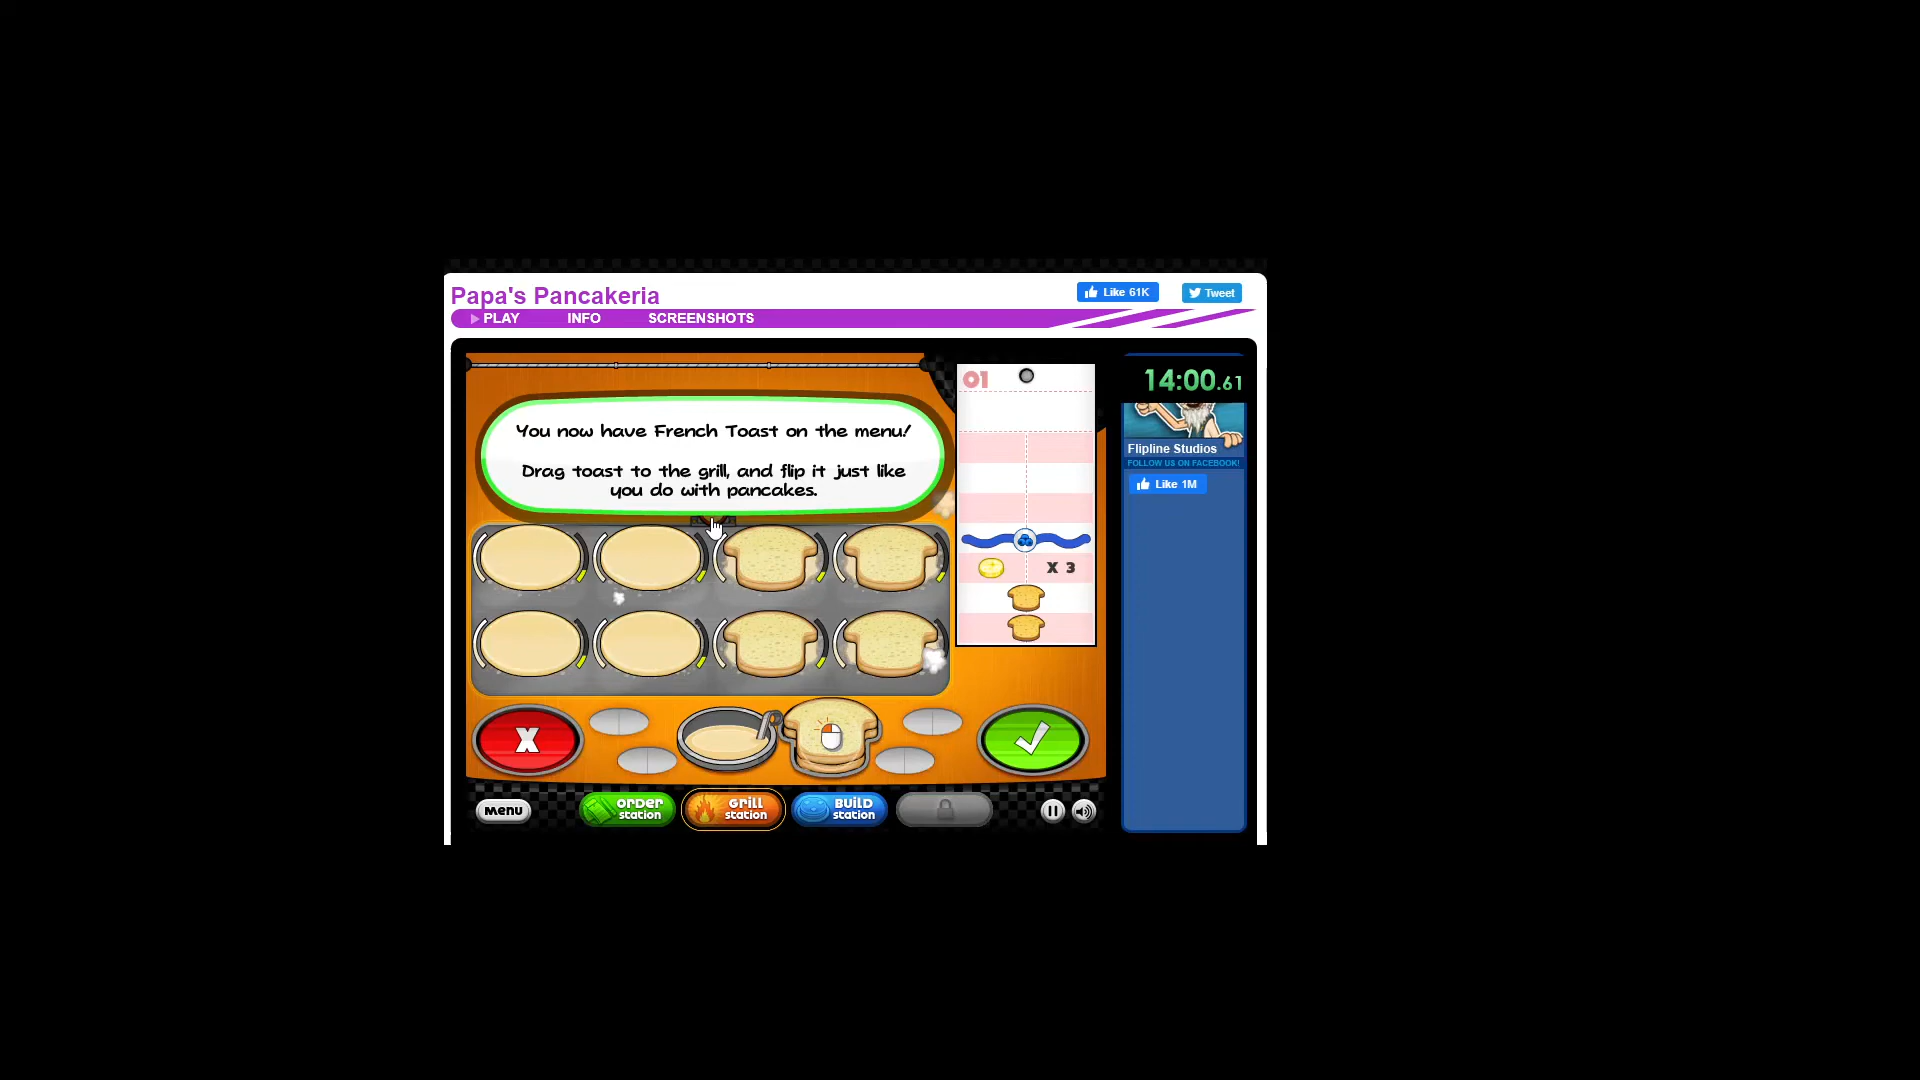 Papa's Pancakeria
Like 61K
Tweet
PLAY
INFO
SCREENSHOTS
01
14:00.61
You now have French Toast on the menu!
Drag toast to the grill, and flip it just like
you do with pancakes.
Flipline Studios
FOLLOW US ON FACEBOOK!
Like 1M
X 3
X
MENU
ORDER
station
GRILL
station
BUILD
station